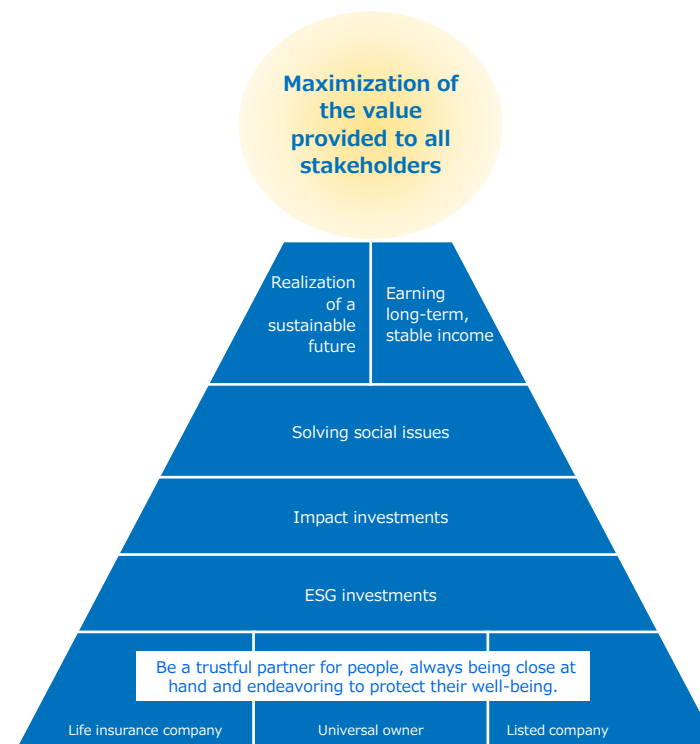 Maximization of
the value
provided to all
stakeholders
Realization
of a
sustainable
future
Earning
long-term,
stable income
Solving social issues
Impact investments
ESG investments
Be a trustful partner for people, always being close at
hand and endeavoring to protect their well-being.
Life insurance company
Universal owner
Listed company